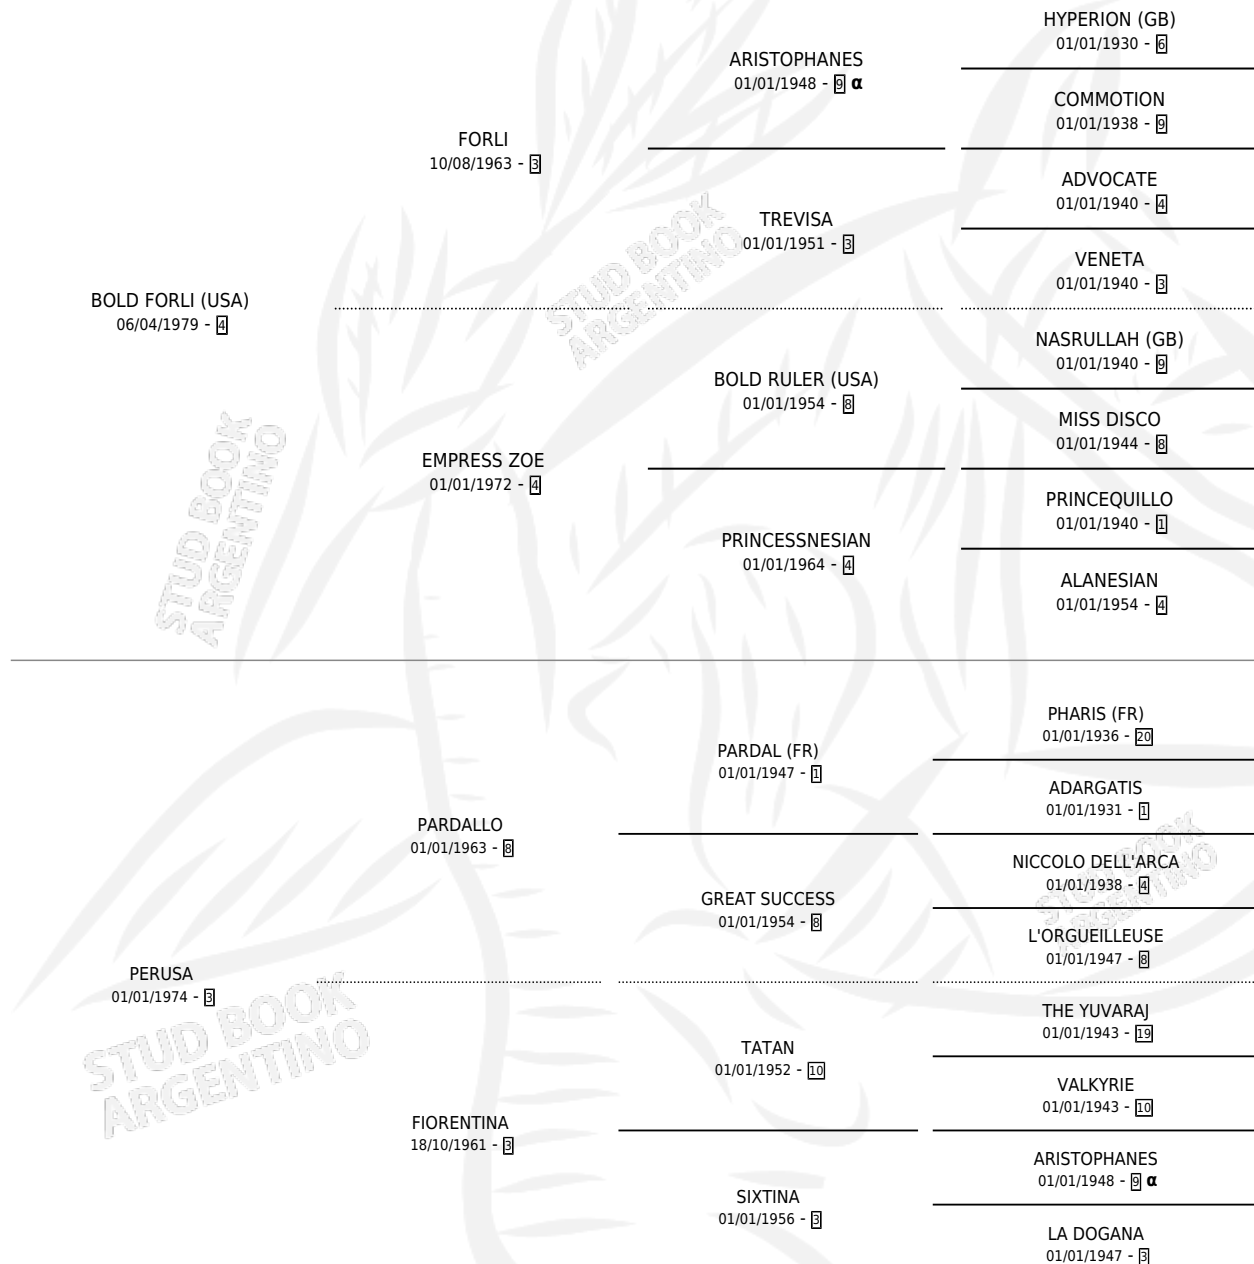 HYPERION (GB)
01/01/1930 - 6
ARISTOPHANES
01/01/1948 - 9 α
COMMOTION
01/01/1938 - 9
FORLI
10/08/1963 - 3
ADVOCATE
01/01/1940 - 4
TREVISA
01/01/1951 - 3
VENETA
01/01/1940 - 3
BOLD FORLI (USA)
06/04/1979 - 4
NASRULLAH (GB)
01/01/1940 - 9
BOLD RULER (USA)
01/01/1954 - 8
MISS DISCO
01/01/1944 - 8
EMPRESS ZOE
01/01/1972 - 4
PRINCEQUILLO
01/01/1940 - 1
PRINCESSNESIAN
01/01/1964 - 4
ALANESIAN
01/01/1954 - 4
PHARIS (FR)
01/01/1936 - 20
PARDAL (FR)
01/01/1947 - 1
ADARGATIS
01/01/1931 - 1
PARDALLO
01/01/1963 - 8
NICCOLO DELL'ARCA
01/01/1938 - 4
GREAT SUCCESS
01/01/1954 - 8
L'ORGUEILLEUSE
01/01/1947 - 8
PERUSA
01/01/1974 - 3
THE YUVARAJ
01/01/1943 - 19
TATAN
01/01/1952 - 10
VALKYRIE
01/01/1943 - 10
FIORENTINA
18/10/1961 - 3
ARISTOPHANES
01/01/1948 - 9 α
SIXTINA
01/01/1956 - 3
LA DOGANA
01/01/1947 - 3
STUD BOOK
ARGENTINO
STUD BOOK
ARGENTINO
STUD BOOK
ARGENTINO
STUD BOOK
ARGENTINO